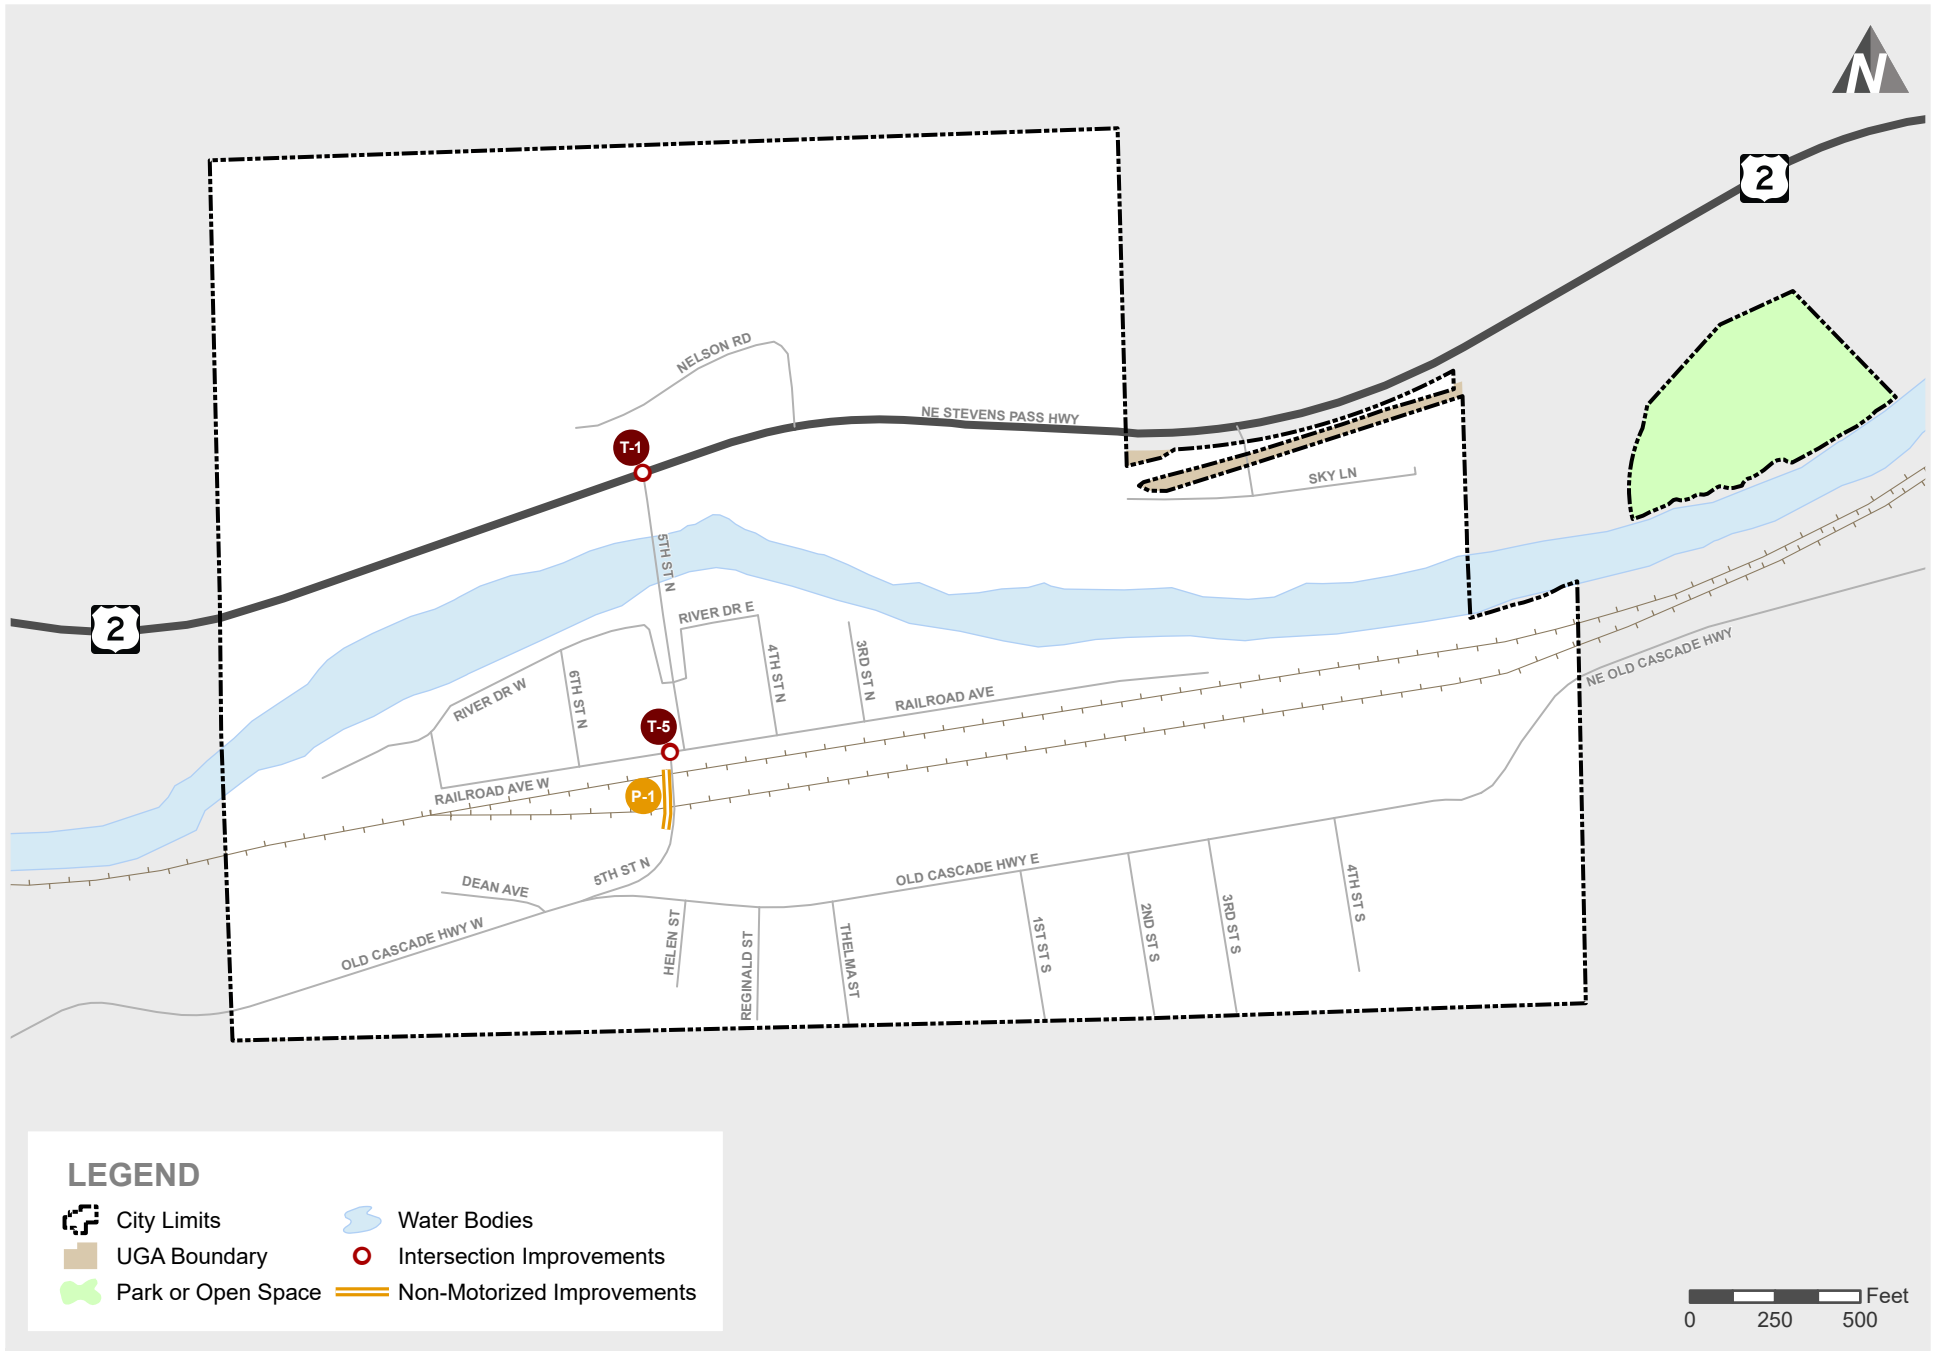 N
2
NELSON RD
NE STEVENS PASS HWY
T-1
SKY LN
5TH ST N
2
RIVER DR E
4TH ST N
3RD ST N
6TH ST N
RIVER DR W
RAILROAD AVE
NE OLD CASCADE HWY
T-5
RAILROAD AVE W
P-1
5TH ST N
DEAN AVE
OLD CASCADE HWY E
OLD CASCADE HWY W
HELEN ST
REGINALD ST
THELMA ST
1ST ST S
2ND ST S
3RD ST S
4TH ST S
LEGEND
City Limits
UGA Boundary
Park or Open Space
Water Bodies
Intersection Improvements
Non-Motorized Improvements
Feet
0 250 500